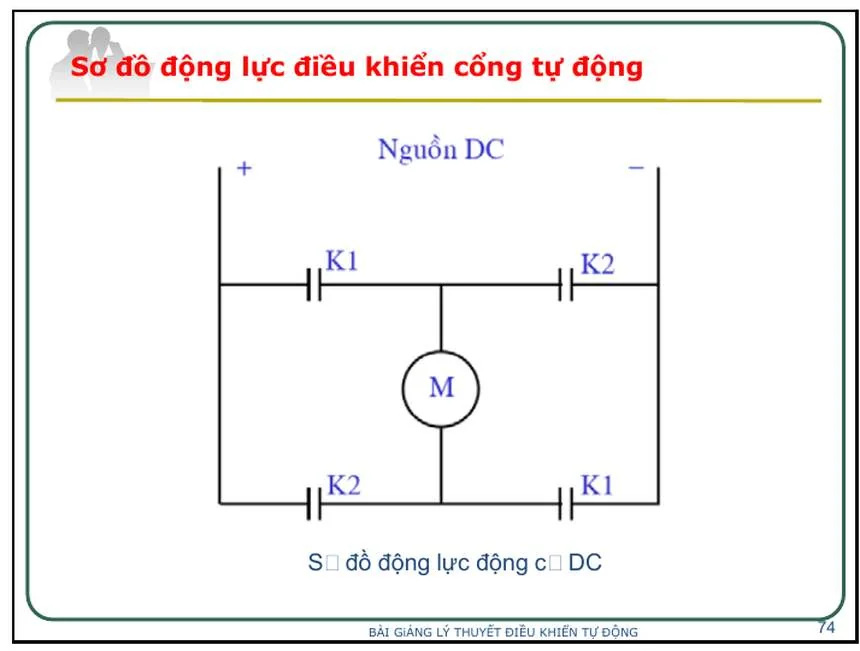 Sơ đồ động lực điều khiển cổng tự động
Nguồn DC
+ −
K1 K2
M
K2 K1
S□ đồ động lực động c□ DC
BÀI GiẢNG LÝ THUYẾT ĐIỀU KHIỂN TỰ ĐỘNG
74